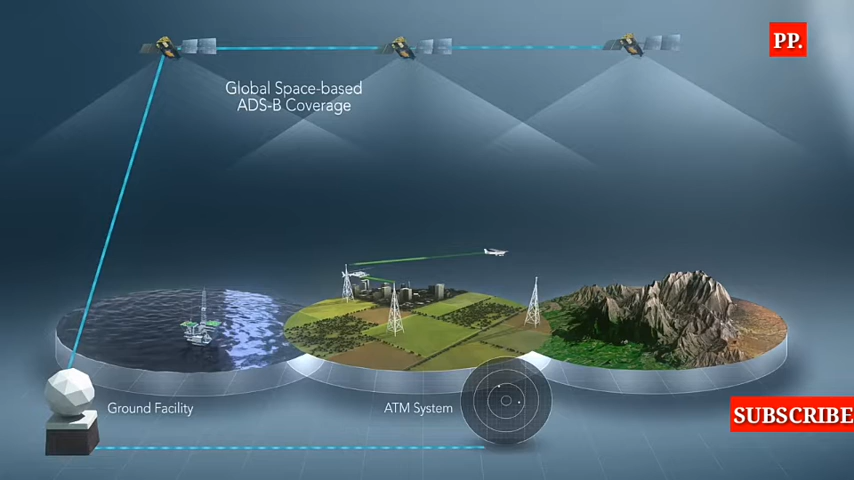 PP.
Global Space-based
ADS-B Coverage
Ground Facility
ATM System
SUBSCRIBE